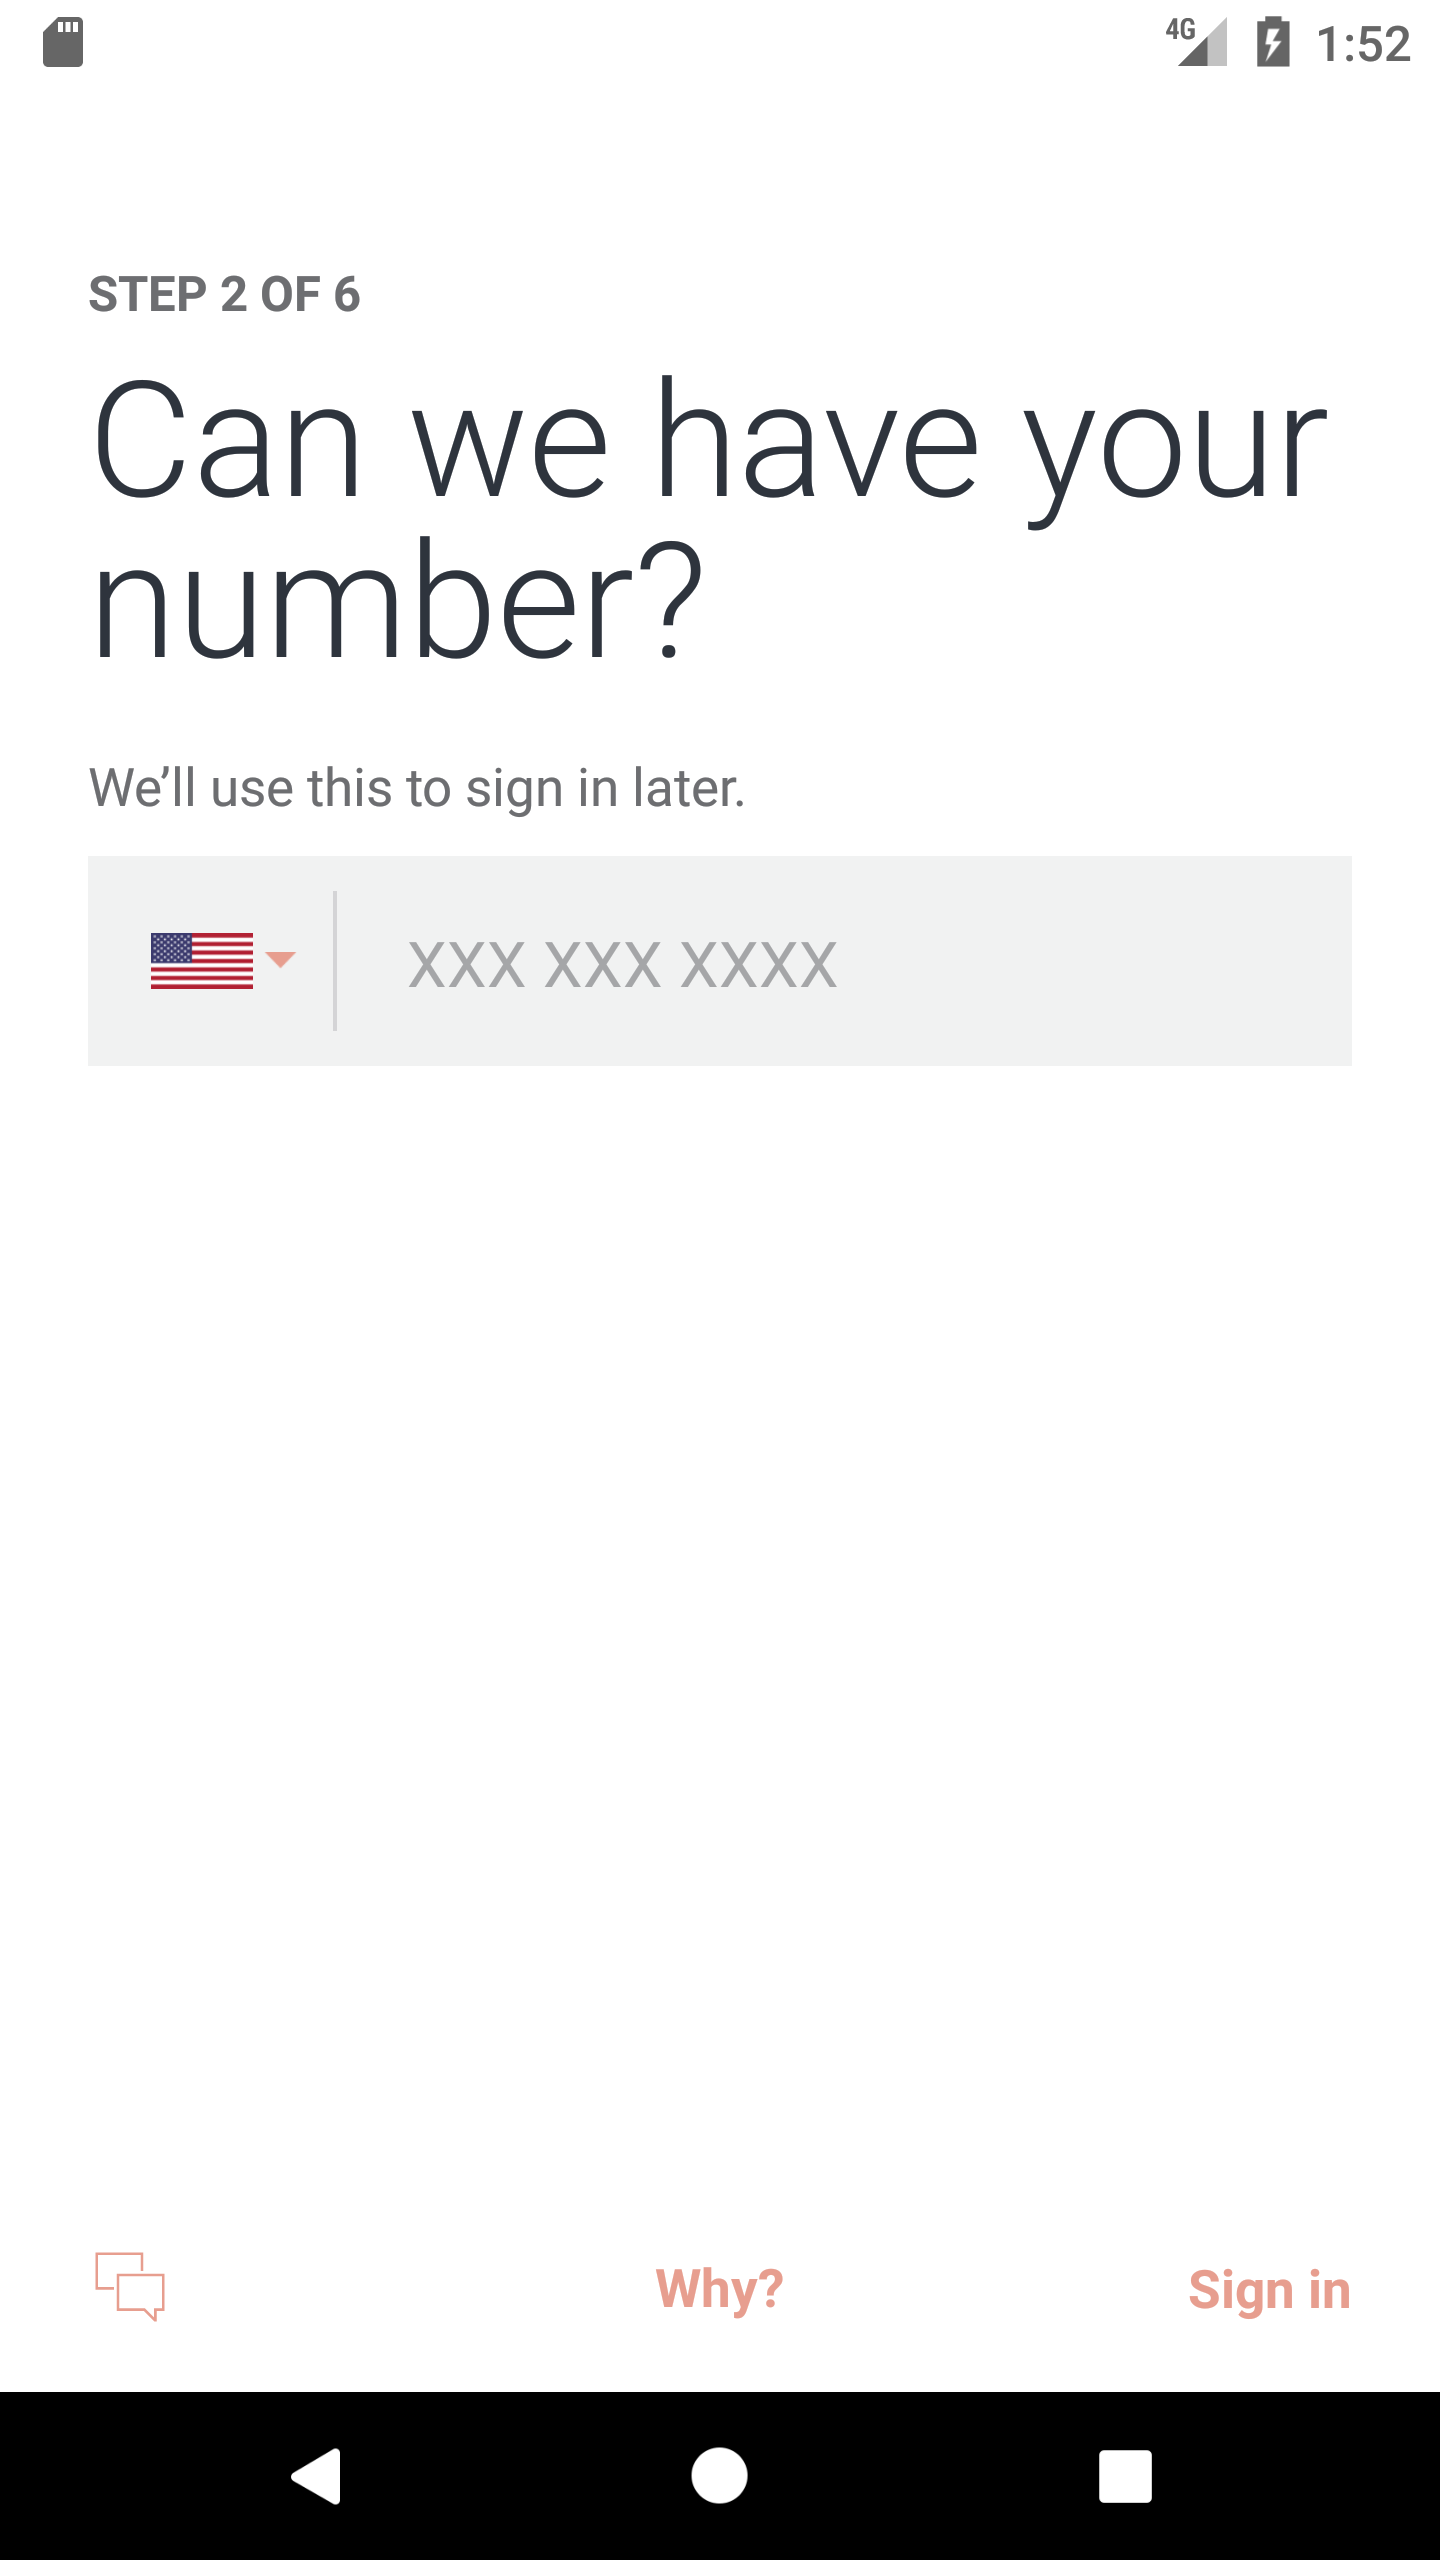 4G 1:52
STEP 2 OF 6
Can we have your
number?
We’ll use this to sign in later.
XXX XXX XXXX
Why? Sign in